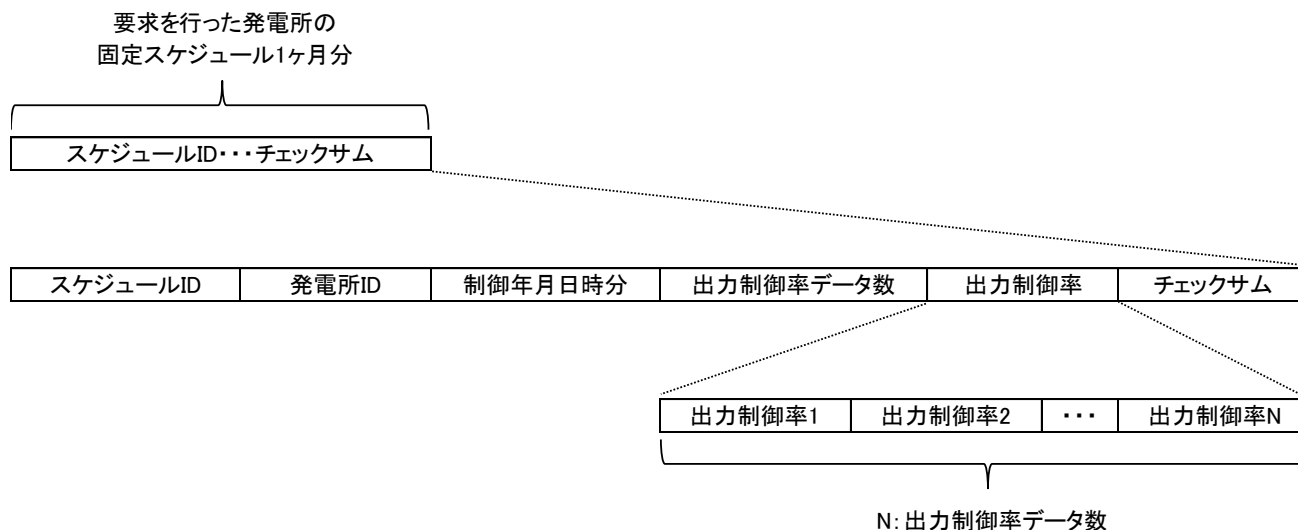 要求を行った発電所の
固定スケジュール1ヶ月分
スケジュールID・・・チェックサム
スケジュールID 発電所ID 制御年月日時分 出力制御率データ数 出力制御率 チェックサム
出力制御率1 出力制御率2 ・・・ 出力制御率N
N：出力制御率データ数